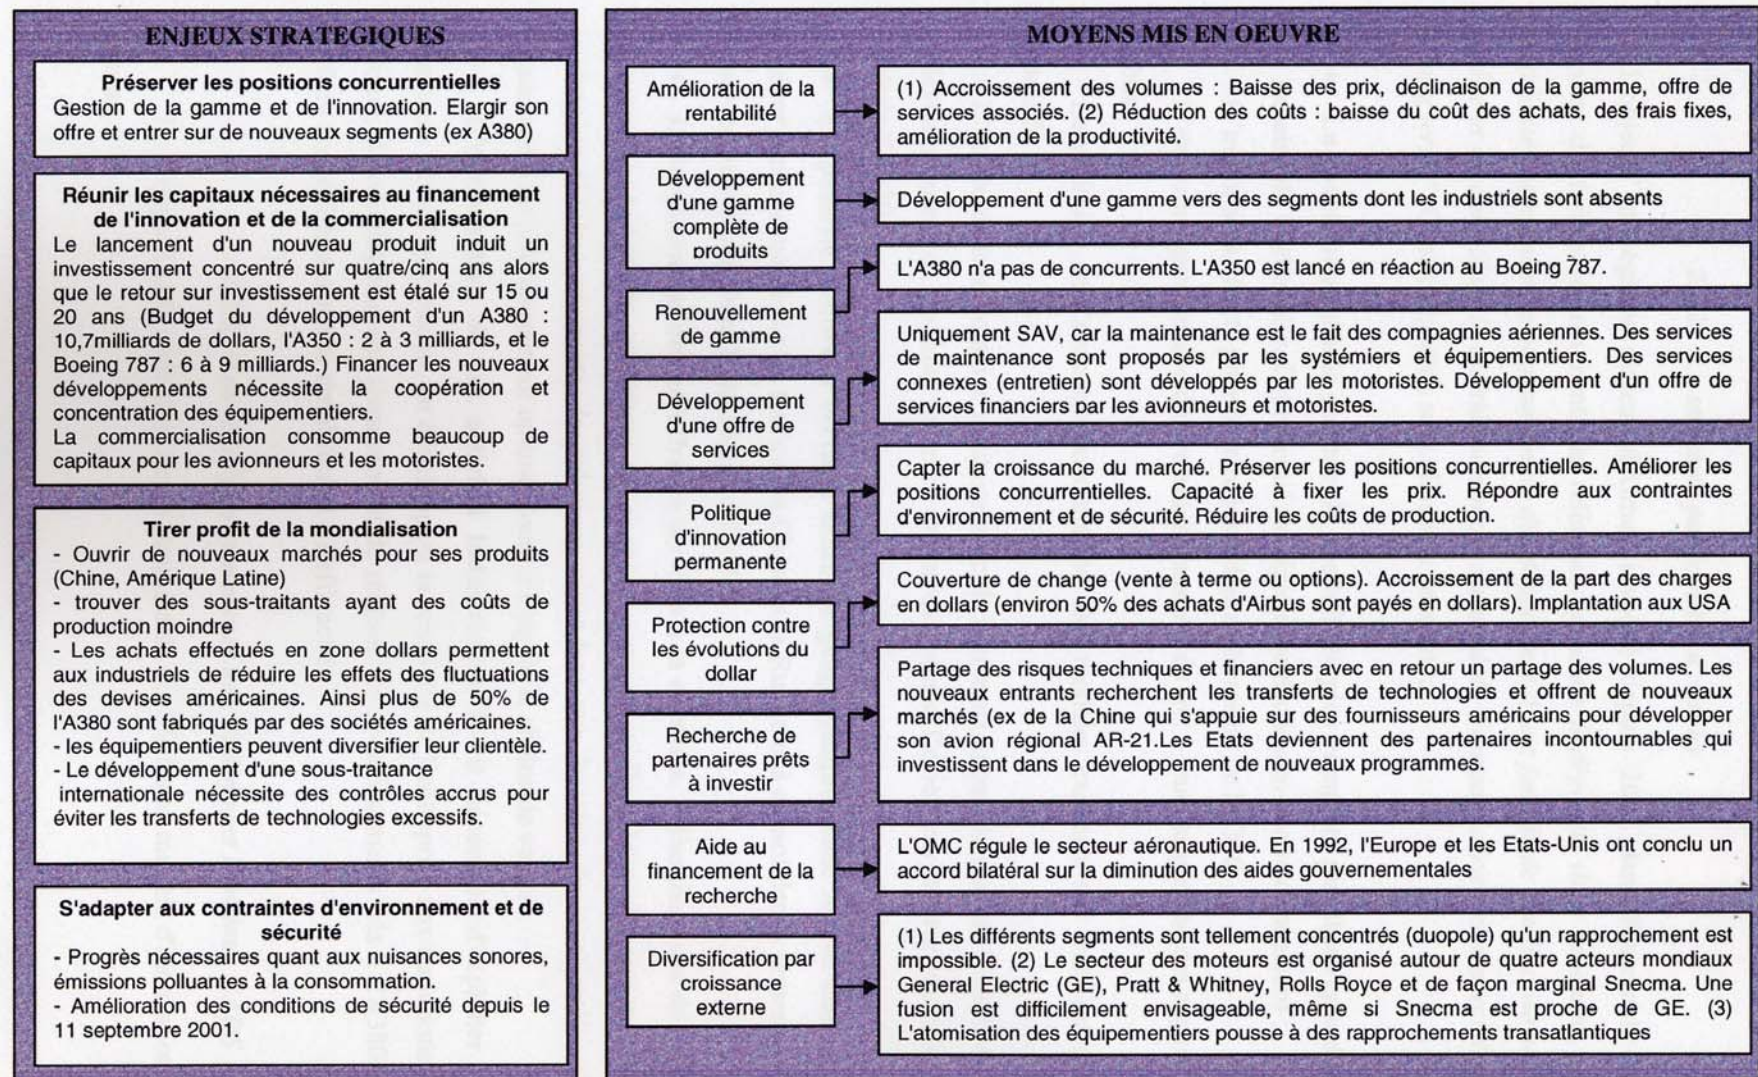 ENJEUX STRATEGIQUES
Préserver les positions concurrentielles
Gestion de la gamme et de l'innovation. Elargir son
offre et entrer sur de nouveaux segments (ex A380)
Réunir les capitaux nécessaires au financement
de l'innovation et de la commercialisation
Le lancement d'un nouveau produit induit un
investissement concentré sur quatre/cinq ans alors
que le retour sur investissement est étalé sur 15 ou
20 ans (Budget du développement d'un A380 :
10,7milliards de dollars, l'A350 : 2 à 3 milliards, et le
Boeing 787 : 6 à 9 milliards.) Financer les nouveaux
développements nécessite la coopération et
concentration des équipementiers.
La commercialisation consomme beaucoup de
capitaux pour les avionneurs et les motoristes.
Tirer profit de la mondialisation
- Ouvrir de nouveaux marchés pour ses produits
(Chine, Amérique Latine)
- trouver des sous-traitants ayant des coûts de
production moindre
- Les achats effectués en zone dollars permettent
aux industriels de réduire les effets des fluctuations
des devises américaines. Ainsi plus de 50% de
l'A380 sont fabriqués par des sociétés américaines.
- les équipementiers peuvent diversifier leur clientèle.
- Le développement d'une sous-traitance
internationale nécessite des contrôles accrus pour
éviter les transferts de technologies excessifs.
S'adapter aux contraintes d'environnement et de
sécurité
- Progrès nécessaires quant aux nuisances sonores,
émissions polluantes à la consommation.
- Amélioration des conditions de sécurité depuis le
11 septembre 2001.
MOYENS MIS EN OEUVRE
Amélioration de la
rentabilité
(1) Accroissement des volumes : Baisse des prix, déclinaison de la gamme, offre de
services associés. (2) Réduction des coûts : baisse du coût des achats, des frais fixes,
amélioration de la productivité.
Développement
d'une gamme
complète de
produits
Développement d'une gamme vers des segments dont les industriels sont absents
Renouvellement
de gamme
L'A380 n'a pas de concurrents. L'A350 est lancé en réaction au Boeing 787.
Développement
d'une offre de
services
Uniquement SAV, car la maintenance est le fait des compagnies aériennes. Des services
de maintenance sont proposés par les systémiers et équipementiers. Des services
connexes (entretien) sont développés par les motoristes. Développement d'un offre de
services financiers par les avionneurs et motoristes.
Politique
d'innovation
permanente
Capter la croissance du marché. Préserver les positions concurrentielles. Améliorer les
positions concurrentielles. Capacité à fixer les prix. Répondre aux contraintes
d'environnement et de sécurité. Réduire les coûts de production.
Protection contre
les évolutions du
dollar
Couverture de change (vente à terme ou options). Accroissement de la part des charges
en dollars (environ 50% des achats d'Airbus sont payés en dollars). Implantation aux USA
Recherche de
partenaires prêts
à investir
Partage des risques techniques et financiers avec en retour un partage des volumes. Les
nouveaux entrants recherchent les transferts de technologies et offrent de nouveaux
marchés (ex de la Chine qui s'appuie sur des fournisseurs américains pour développer
son avion régional AR-21.Les Etats deviennent des partenaires incontournables qui
investissent dans le développement de nouveaux programmes.
Aide au
financement de la
recherche
L'OMC régule le secteur aéronautique. En 1992, l'Europe et les Etats-Unis ont conclu un
accord bilatéral sur la diminution des aides gouvernementales
Diversification par
croissance
externe
(1) Les différents segments sont tellement concentrés (duopole) qu'un rapprochement est
impossible. (2) Le secteur des moteurs est organisé autour de quatre acteurs mondiaux
General Electric (GE), Pratt & Whitney, Rolls Royce et de façon marginal Snecma. Une
fusion est difficilement envisageable, même si Snecma est proche de GE. (3)
L'atomisation des équipementiers pousse à des rapprochements transatlantiques